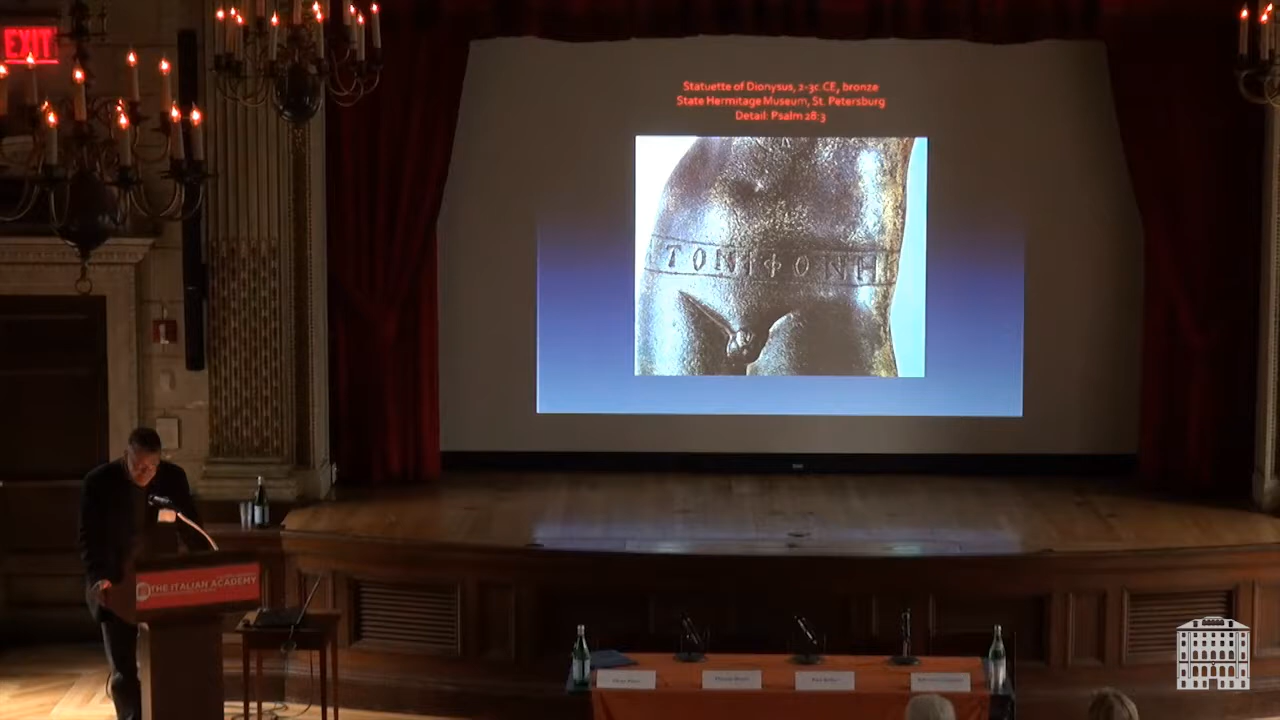 EXIT
Statuette of Dionysus, 2-3c CE, bronze
State Hermitage Museum, St. Petersburg
Detail: Psalm 28:3
ΤΟΝΙΦΟΝΗ
THE ITALIAN ACADEMY